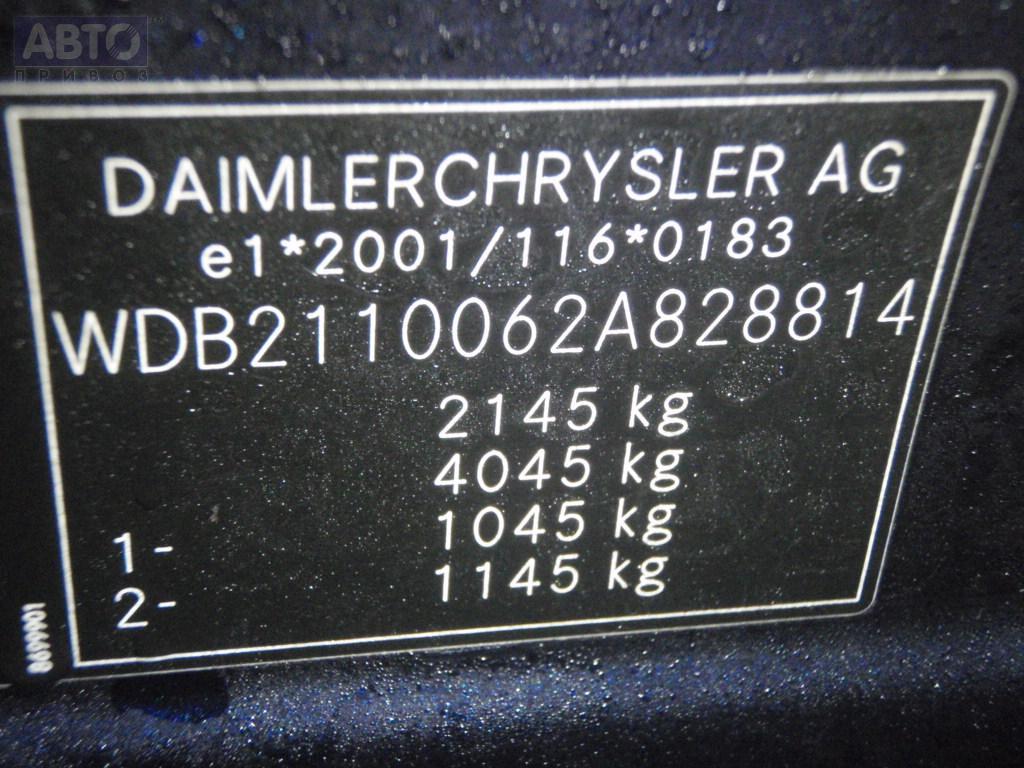 АВТО
ПРИВОЗ
DAIMLERCHRYSLER AG
e1*2001/116*0183
WDB2110062A828814
2145 kg
4045 kg
1- 1045 kg
2- 1145 kg